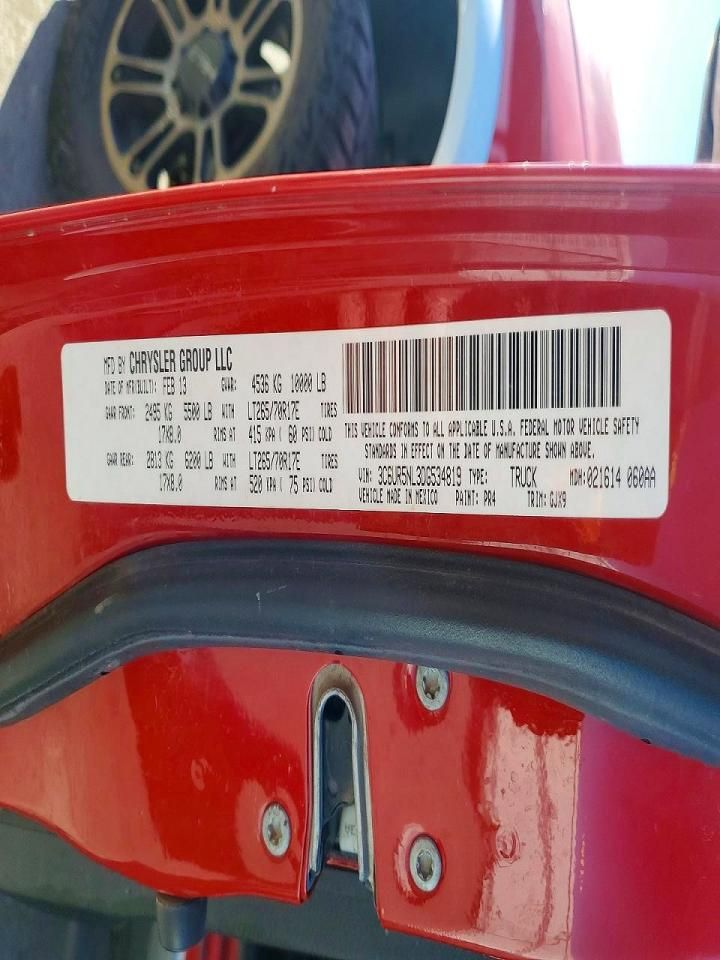 MFD BY CHRYSLER GROUP LLC
DATE OF MFR(BUILT): FEB 13 GVWR: 4536 KG 10000 LB
GAWR FRONT: 2495 KG 5500 LB WITH LT265/70R17E TIRES
17X8.0 RIMS AT 415 KPA ( 60 PSI) COLD
GAWR REAR: 2813 KG 6200 LB WITH LT265/70R17E TIRES
17X8.0 RIMS AT 520 KPA ( 75 PSI) COLD
THIS VEHICLE CONFORMS TO ALL APPLICABLE U.S.A. FEDERAL MOTOR VEHICLE SAFETY
STANDARDS IN EFFECT ON THE DATE OF MANUFACTURE SHOWN ABOVE.
VIN: 3C6UR5NL3DG534819 TYPE: TRUCK MDH: 021614 060AA
VEHICLE MADE IN MEXICO PAINT: PR4 TRIM: GJX9